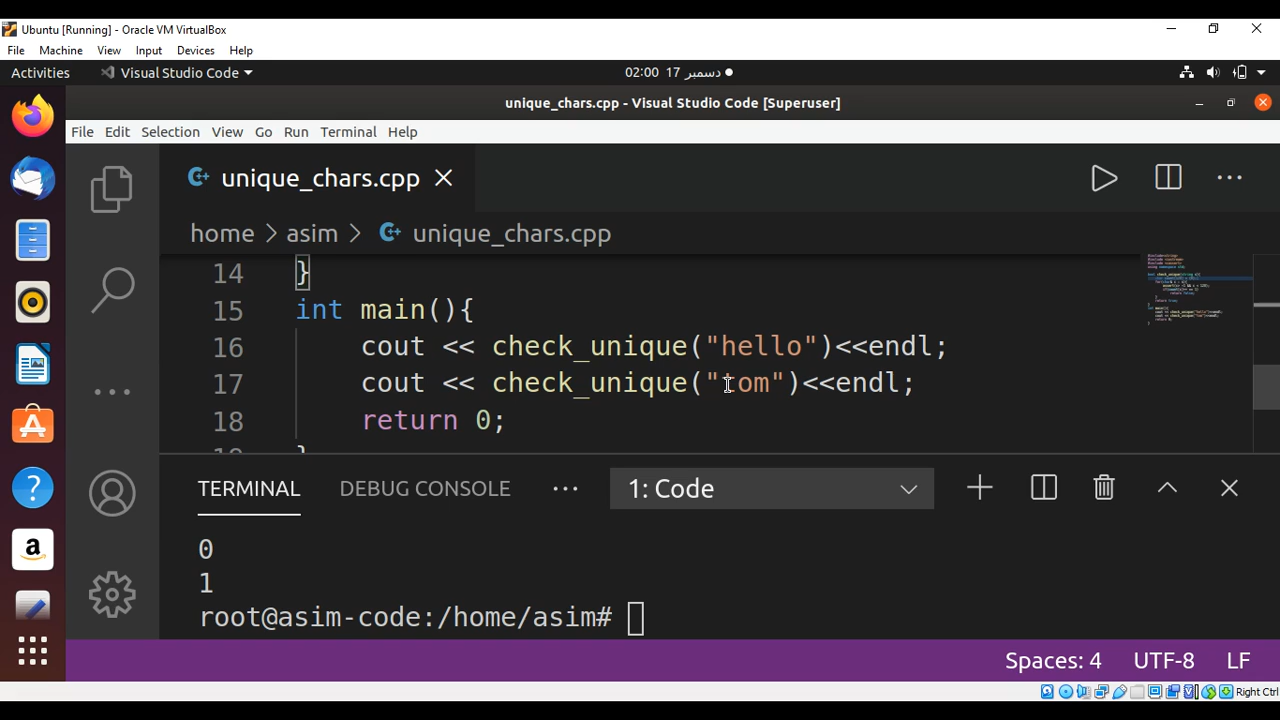 Ubuntu [Running] - Oracle VM VirtualBox
File Machine View Input Devices Help
Activities Visual Studio Code 02:00 17 دسمبر
unique_chars.cpp - Visual Studio Code [Superuser]
File Edit Selection View Go Run Terminal Help
unique_chars.cpp
home > asim > unique_chars.cpp
14 }
15 int main(){
16 cout << check_unique("hello")<<endl;
17 cout << check_unique("tom")<<endl;
18 return 0;
TERMINAL DEBUG CONSOLE ... 1: Code
0
1
root@asim-code:/home/asim#
Spaces: 4 UTF-8 LF
Right Ctrl